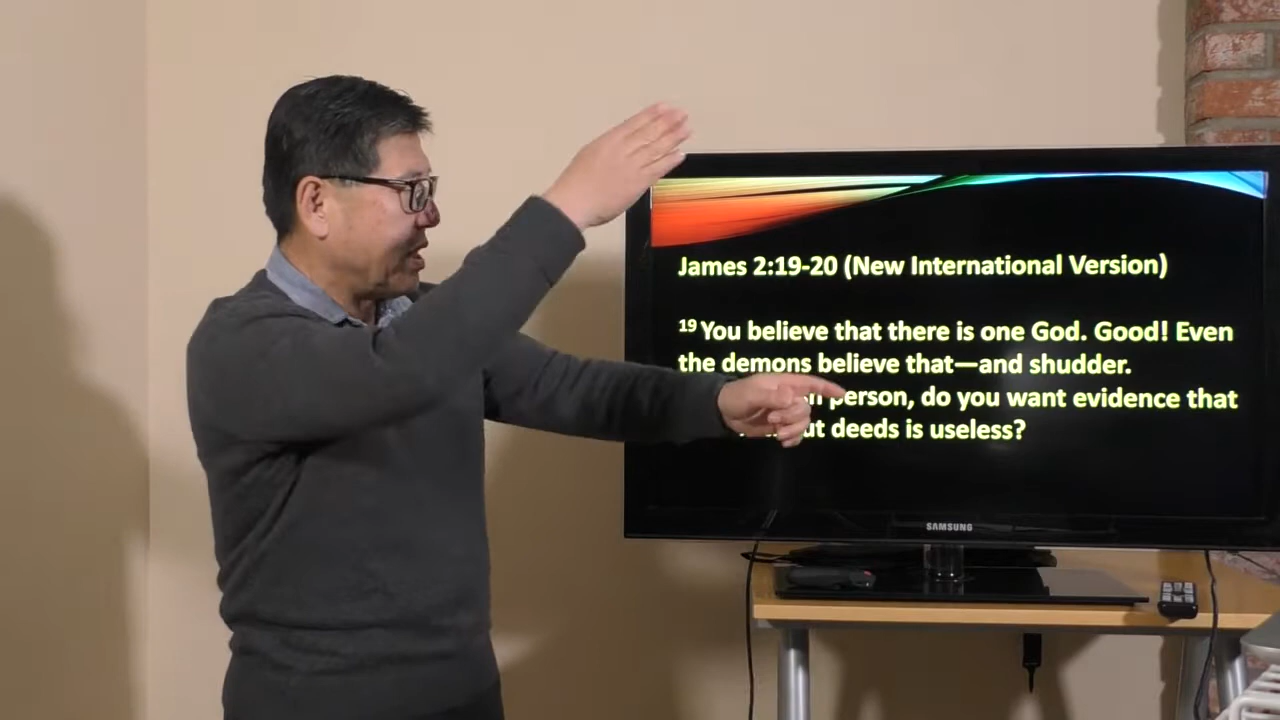 James 2:19-20 (New International Version)
19 You believe that there is one God. Good! Even
the demons believe that—and shudder.
person, do you want evidence that
deeds is useless?
SAMSUNG